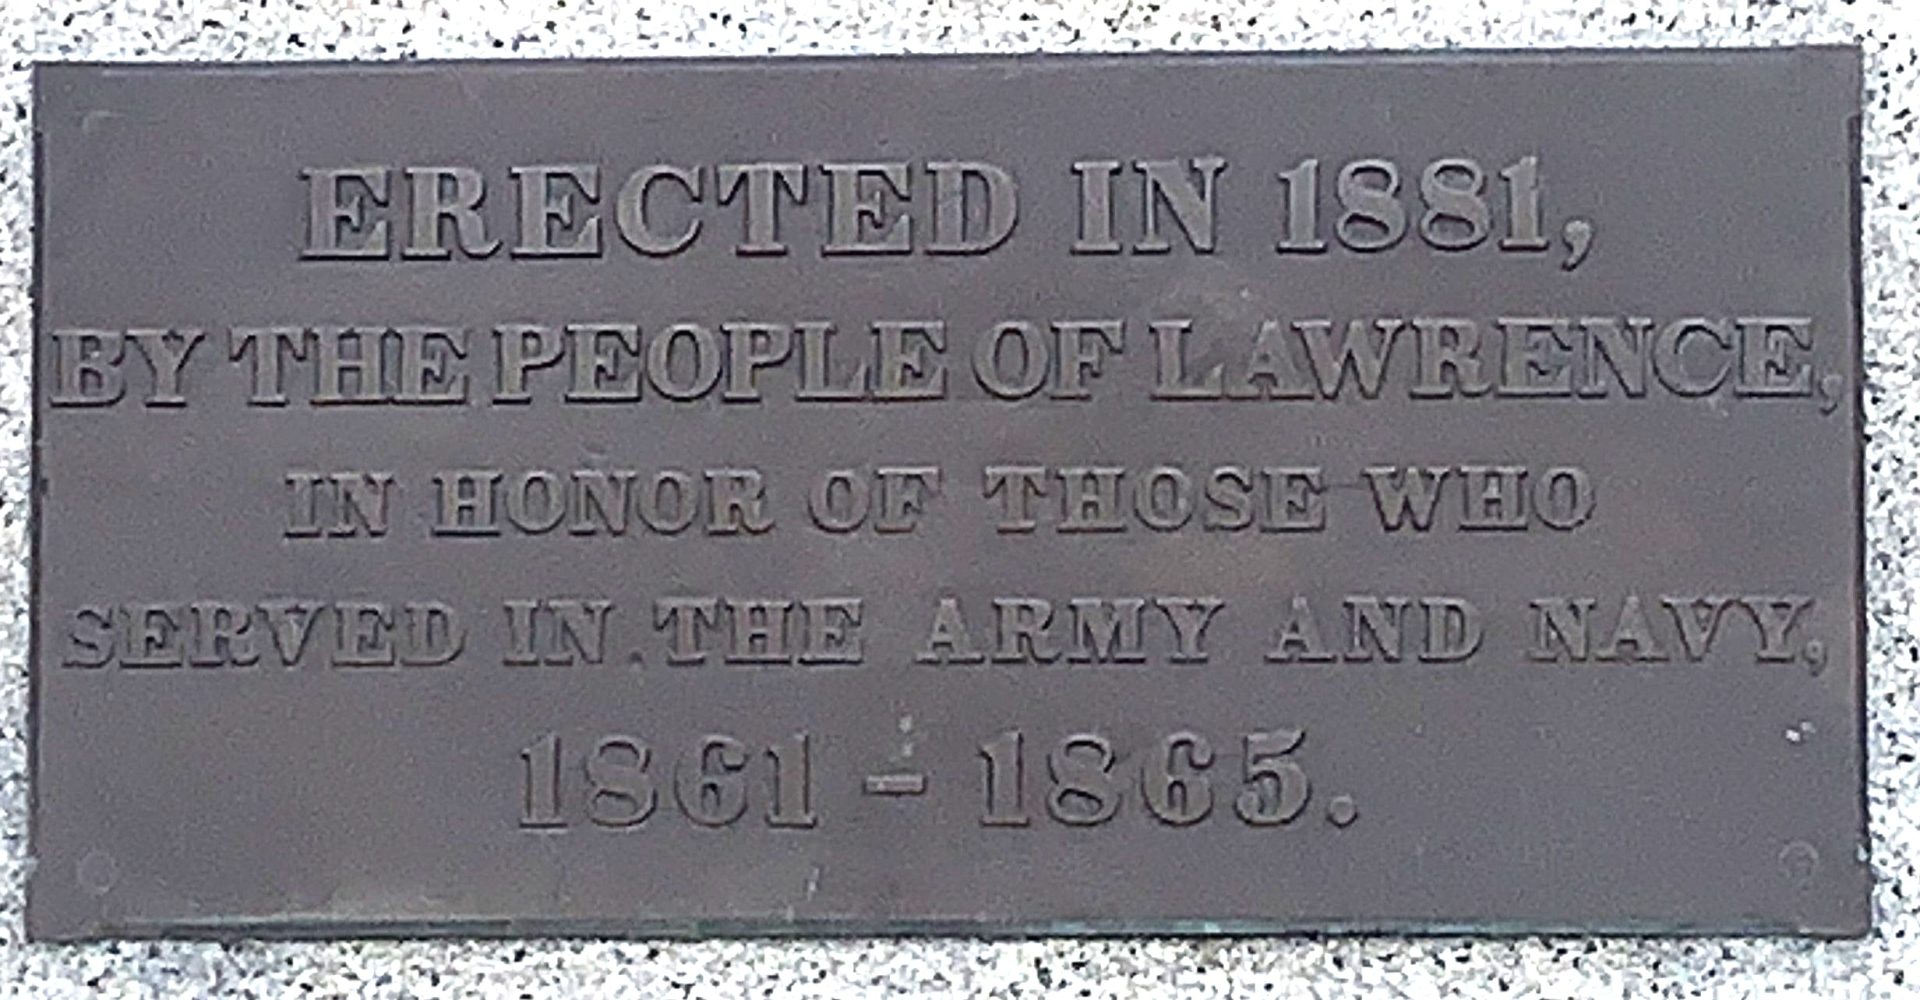 ERECTED IN 1881,
BY THE PEOPLE OF LAWRENCE,
IN HONOR OF THOSE WHO
SERVED IN THE ARMY AND NAVY,
1861 – 1865.